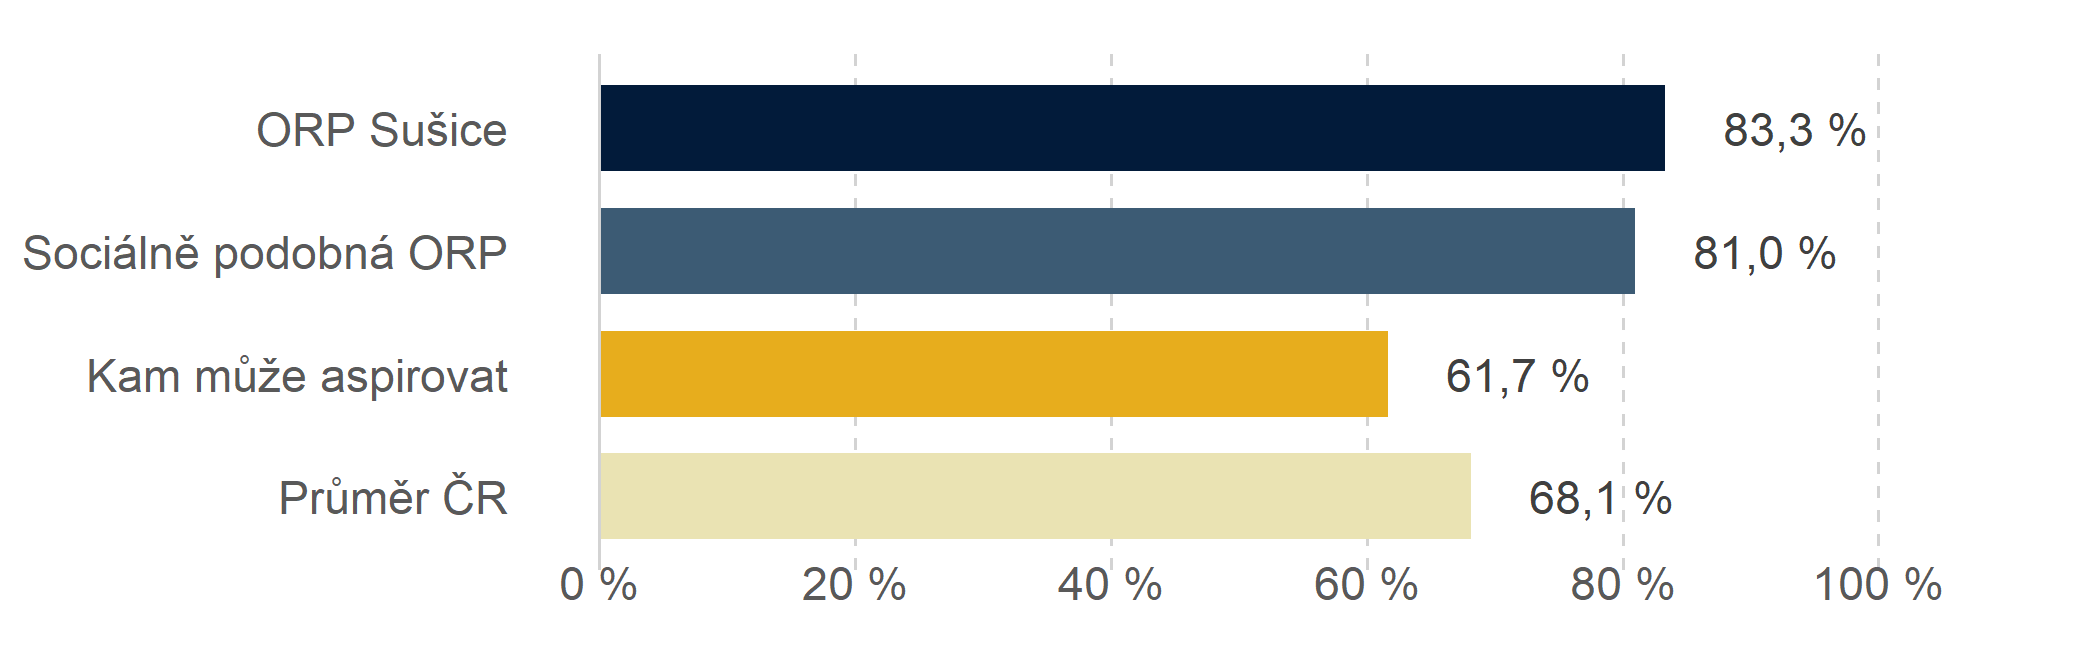 ORP Sušice 83,3 %
Sociálně podobná ORP 81,0 %
Kam může aspirovat 61,7 %
Průměr ČR 68,1 %
0 % 20 % 40 % 60 % 80 % 100 %